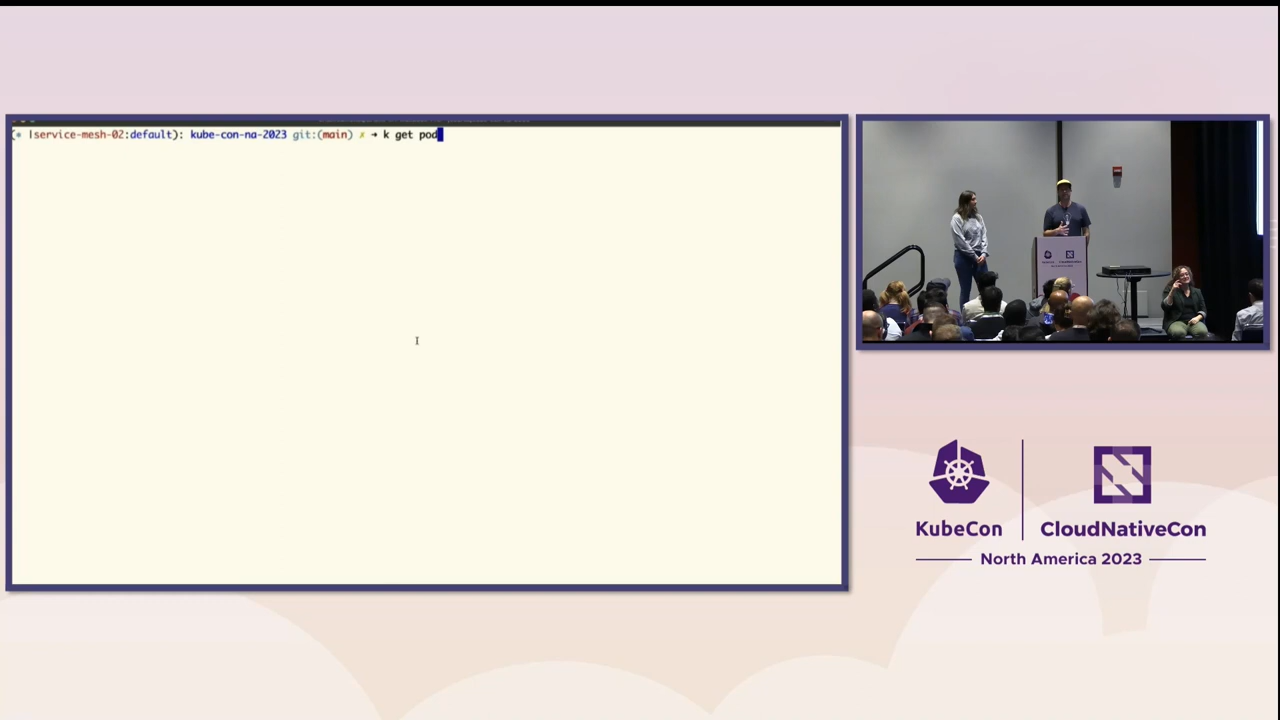 (⎈ |service-mesh-02:default): kube-con-na-2023 git:(main) ✗ ➜ k get pod
KubeCon
CloudNativeCon
North America 2023